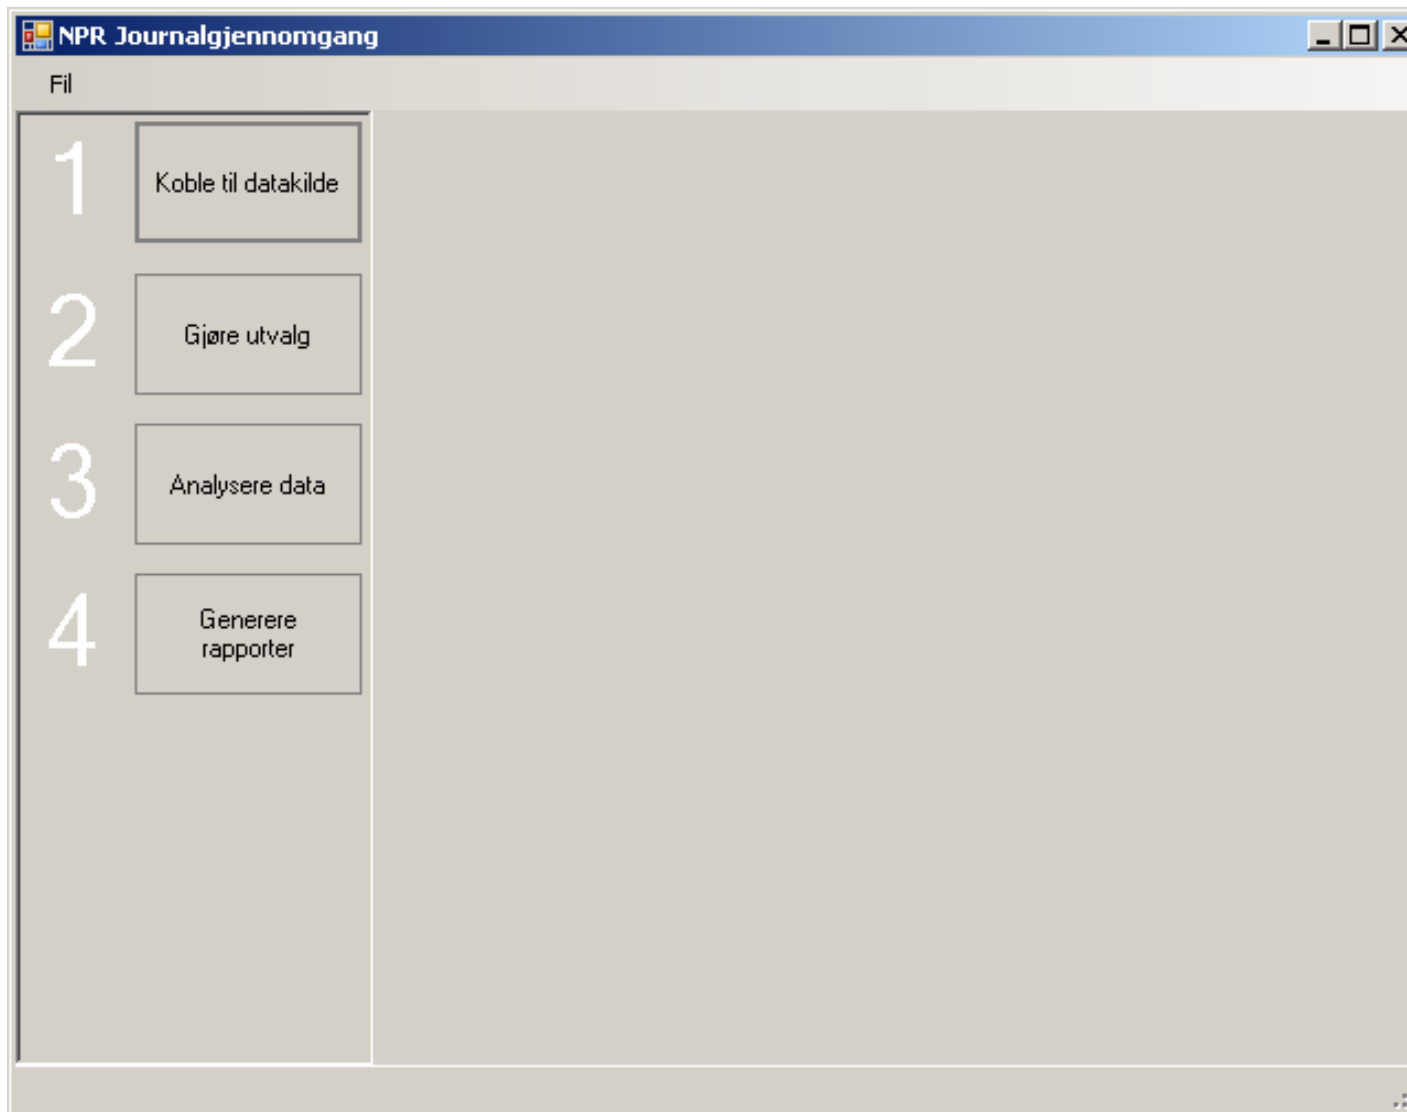 NPR Journalgjennomgang
Fil
1
Koble til datakilde
2
Gjøre utvalg
3
Analysere data
4
Generere
rapporter